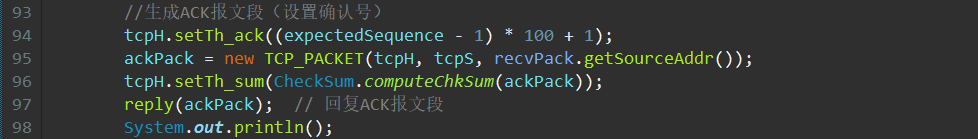 93 //生成ACK报文段（设置确认号）
94 tcpH.setTh_ack((expectedSequence - 1) * 100 + 1);
95 ackPack = new TCP_PACKET(tcpH, tcpS, recvPack.getSourceAddr());
96 tcpH.setTh_sum(CheckSum.computeChkSum(ackPack));
97 reply(ackPack);  // 回复ACK报文段
98 System.out.println();